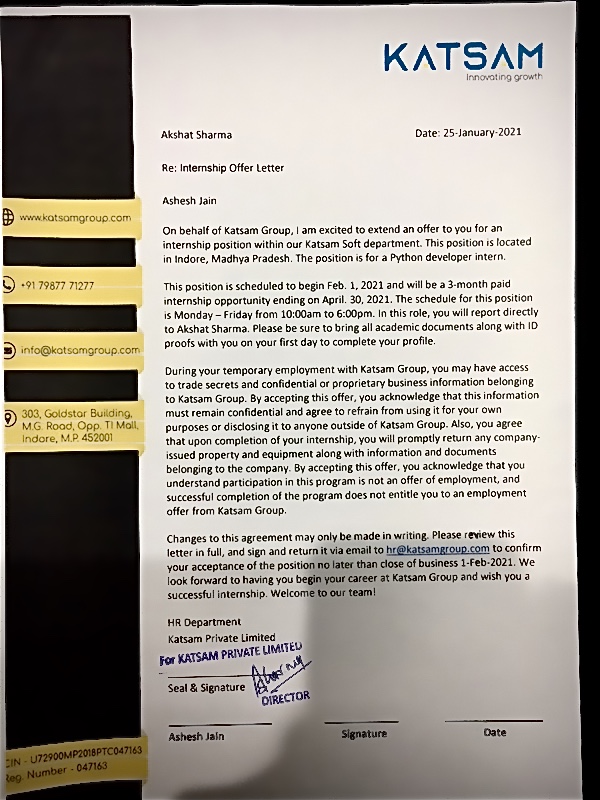 KATSAM
Innovating growth
Akshat Sharma
Date: 25-January-2021
Re: Internship Offer Letter
Ashesh Jain
On behalf of Katsam Group, I am excited to extend an offer to you for an
internship position within our Katsam Soft department. This position is located
in Indore, Madhya Pradesh. The position is for a Python developer intern.
This position is scheduled to begin Feb. 1, 2021 and will be a 3-month paid
internship opportunity ending on April. 30, 2021. The schedule for this position
is Monday – Friday from 10:00am to 6:00pm. In this role, you will report directly
to Akshat Sharma. Please be sure to bring all academic documents along with ID
proofs with you on your first day to complete your profile.
During your temporary employment with Katsam Group, you may have access
to trade secrets and confidential or proprietary business information belonging
to Katsam Group. By accepting this offer, you acknowledge that this information
must remain confidential and agree to refrain from using it for your own
purposes or disclosing it to anyone outside of Katsam Group. Also, you agree
that upon completion of your internship, you will promptly return any company-
issued property and equipment along with information and documents
belonging to the company. By accepting this offer, you acknowledge that you
understand participation in this program is not an offer of employment, and
successful completion of the program does not entitle you to an employment
offer from Katsam Group.
Changes to this agreement may only be made in writing. Please review this
letter in full, and sign and return it via email to hr@katsamgroup.com to confirm
your acceptance of the position no later than close of business 1-Feb-2021. We
look forward to having you begin your career at Katsam Group and wish you a
successful internship. Welcome to our team!
HR Department
Katsam Private Limited
For KATSAM PRIVATE LIMITED
Seal & Signature
DIRECTOR
Ashesh Jain
Signature
Date
www.katsamgroup.com
+91 79877 71277
info@katsamgroup.com
303, Goldstar Building,
M.G. Road, Opp. TI Mall,
Indore, M.P. 452001
CIN - U72900MP2018PTC047163
Reg. Number - 047163